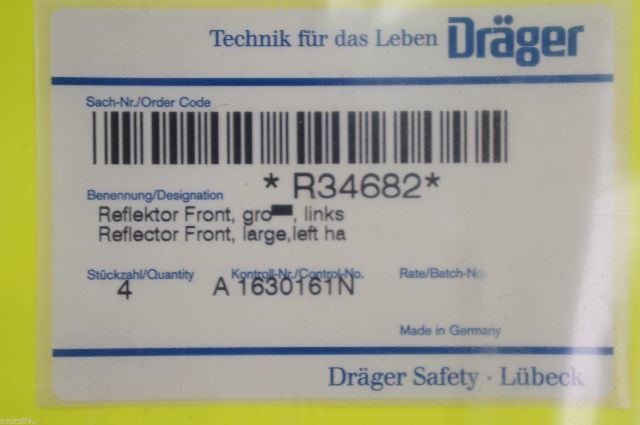 Technik für das Leben Dräger
Sach-Nr./Order Code
*R34682*
Benennung/Designation
Reflektor Front, gro , links
Reflector Front, large,left ha
Stückzahl/Quantity Kontroll-Nr./Control-No. Rate/Batch-No.
4 A 1630161N
Made in Germany
Dräger Safety · Lübeck